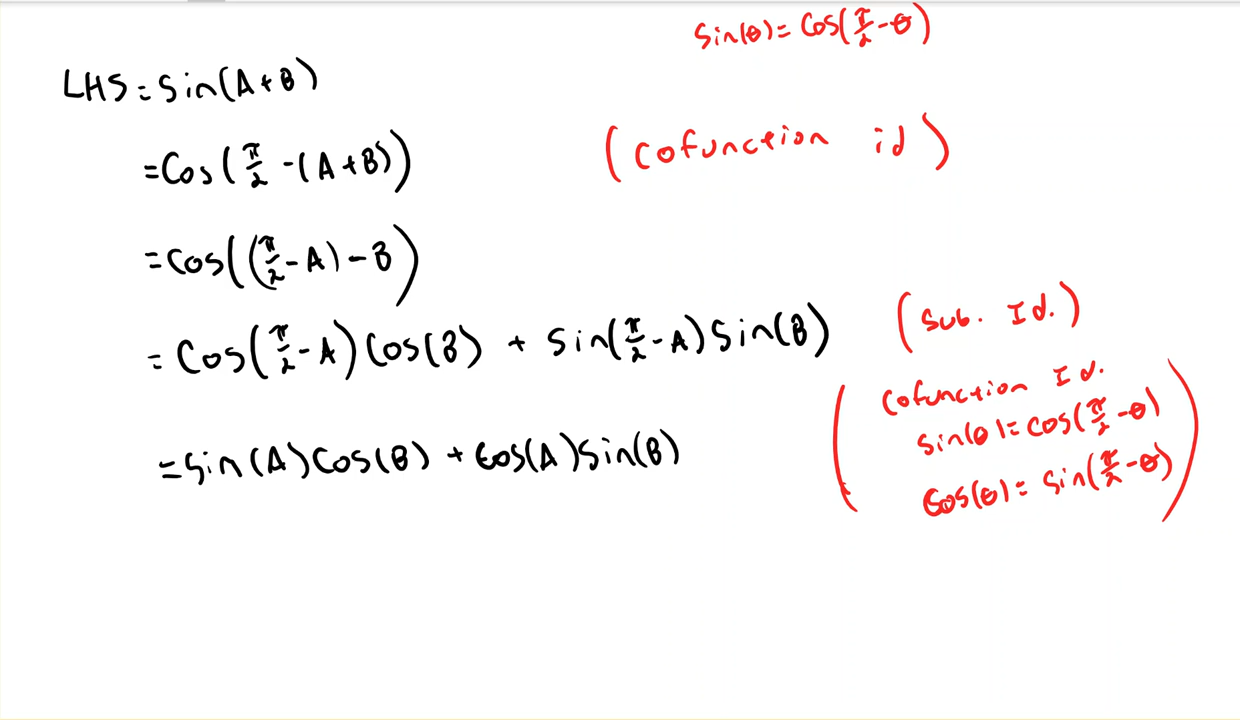 sin(θ) = cos(π/2 - θ)
LHS = sin(A + B)
= cos(π/2 - (A + B)) (cofunction id)
= cos((π/2 - A) - B)
= cos(π/2 - A) cos(B) + sin(π/2 - A) sin(B) (sub. Id.)
(cofunction Id.
sin(θ) = cos(π/2 - θ)
= sin(A) cos(B) + cos(A) sin(B)
cos(θ) = sin(π/2 - θ))